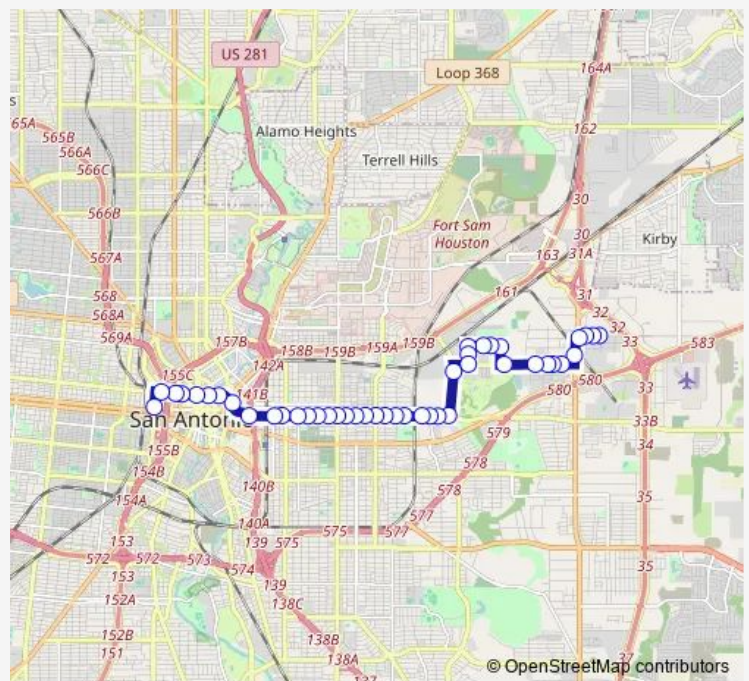 US 281
Loop 368
164A
s
65A
565B
566A
566C
Alamo Heights
162
Terrell Hills
30
566B
Fort Sam
Houston
30
Kirby
567A
163
31A
161
31
568
568A
32
32
569A
157B
158B
159B
159A
159B
33
583
155C
142A
580
580
33
141B
San Antonio
579
33B
155B
34
154B
578
140B
578
35
154A
577
140A
575
577
153
139
575
572
572
573
574
35
153
139
152A
138C
152B
138B
151
138A
37
137
© OpenStreetMap contributors